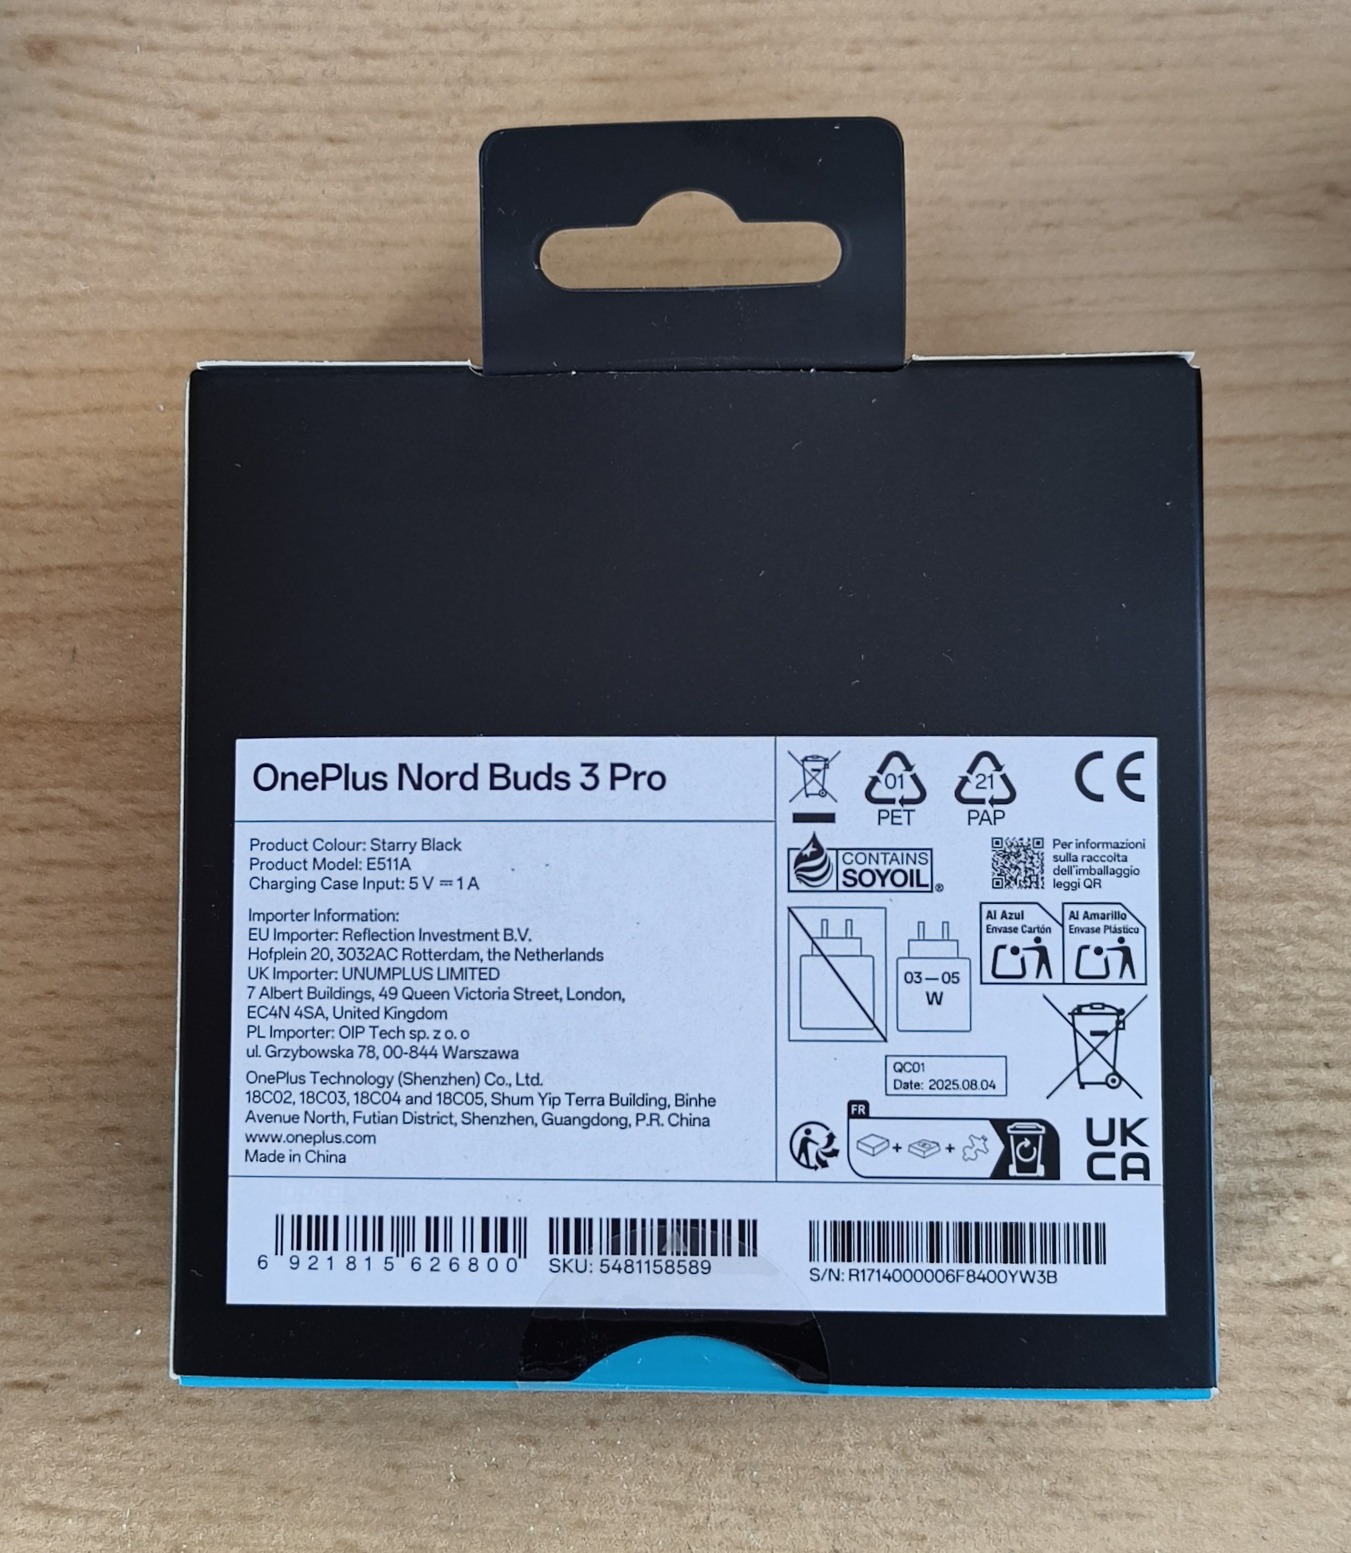 OnePlus Nord Buds 3 Pro
Product Colour: Starry Black
Product Model: E511A
Charging Case Input: 5 V ⎓ 1 A
Importer Information:
EU Importer: Reflection Investment B.V.
Hofplein 20, 3032AC Rotterdam, the Netherlands
UK Importer: UNUMPLUS LIMITED
7 Albert Buildings, 49 Queen Victoria Street, London,
EC4N 4SA, United Kingdom
PL Importer: OIP Tech sp. z o. o
ul. Grzybowska 78, 00-844 Warszawa
OnePlus Technology (Shenzhen) Co., Ltd.
18C02, 18C03, 18C04 and 18C05, Shum Yip Terra Building, Binhe
Avenue North, Futian District, Shenzhen, Guangdong, P.R. China
www.oneplus.com
Made in China
01
PET
21
PAP
CE
CONTAINS
SOYOIL®
Per informazioni
sulla raccolta
dell'imballaggio
leggi QR
Al Azul
Envase Cartón
Al Amarillo
Envase Plástico
03 – 05
W
QC01
Date: 2025.08.04
FR
UK
CA
6 921815 626800
SKU: 5481158589
S/N: R1714000006F8400YW3B